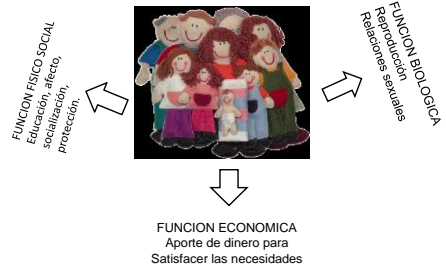 FUNCION FISICO SOCIAL
Educación, afecto,
socialización,
protección.
FUNCION BIOLOGICA
Reproducción
Relaciones sexuales
FUNCION ECONOMICA
Aporte de dinero para
Satisfacer las necesidades